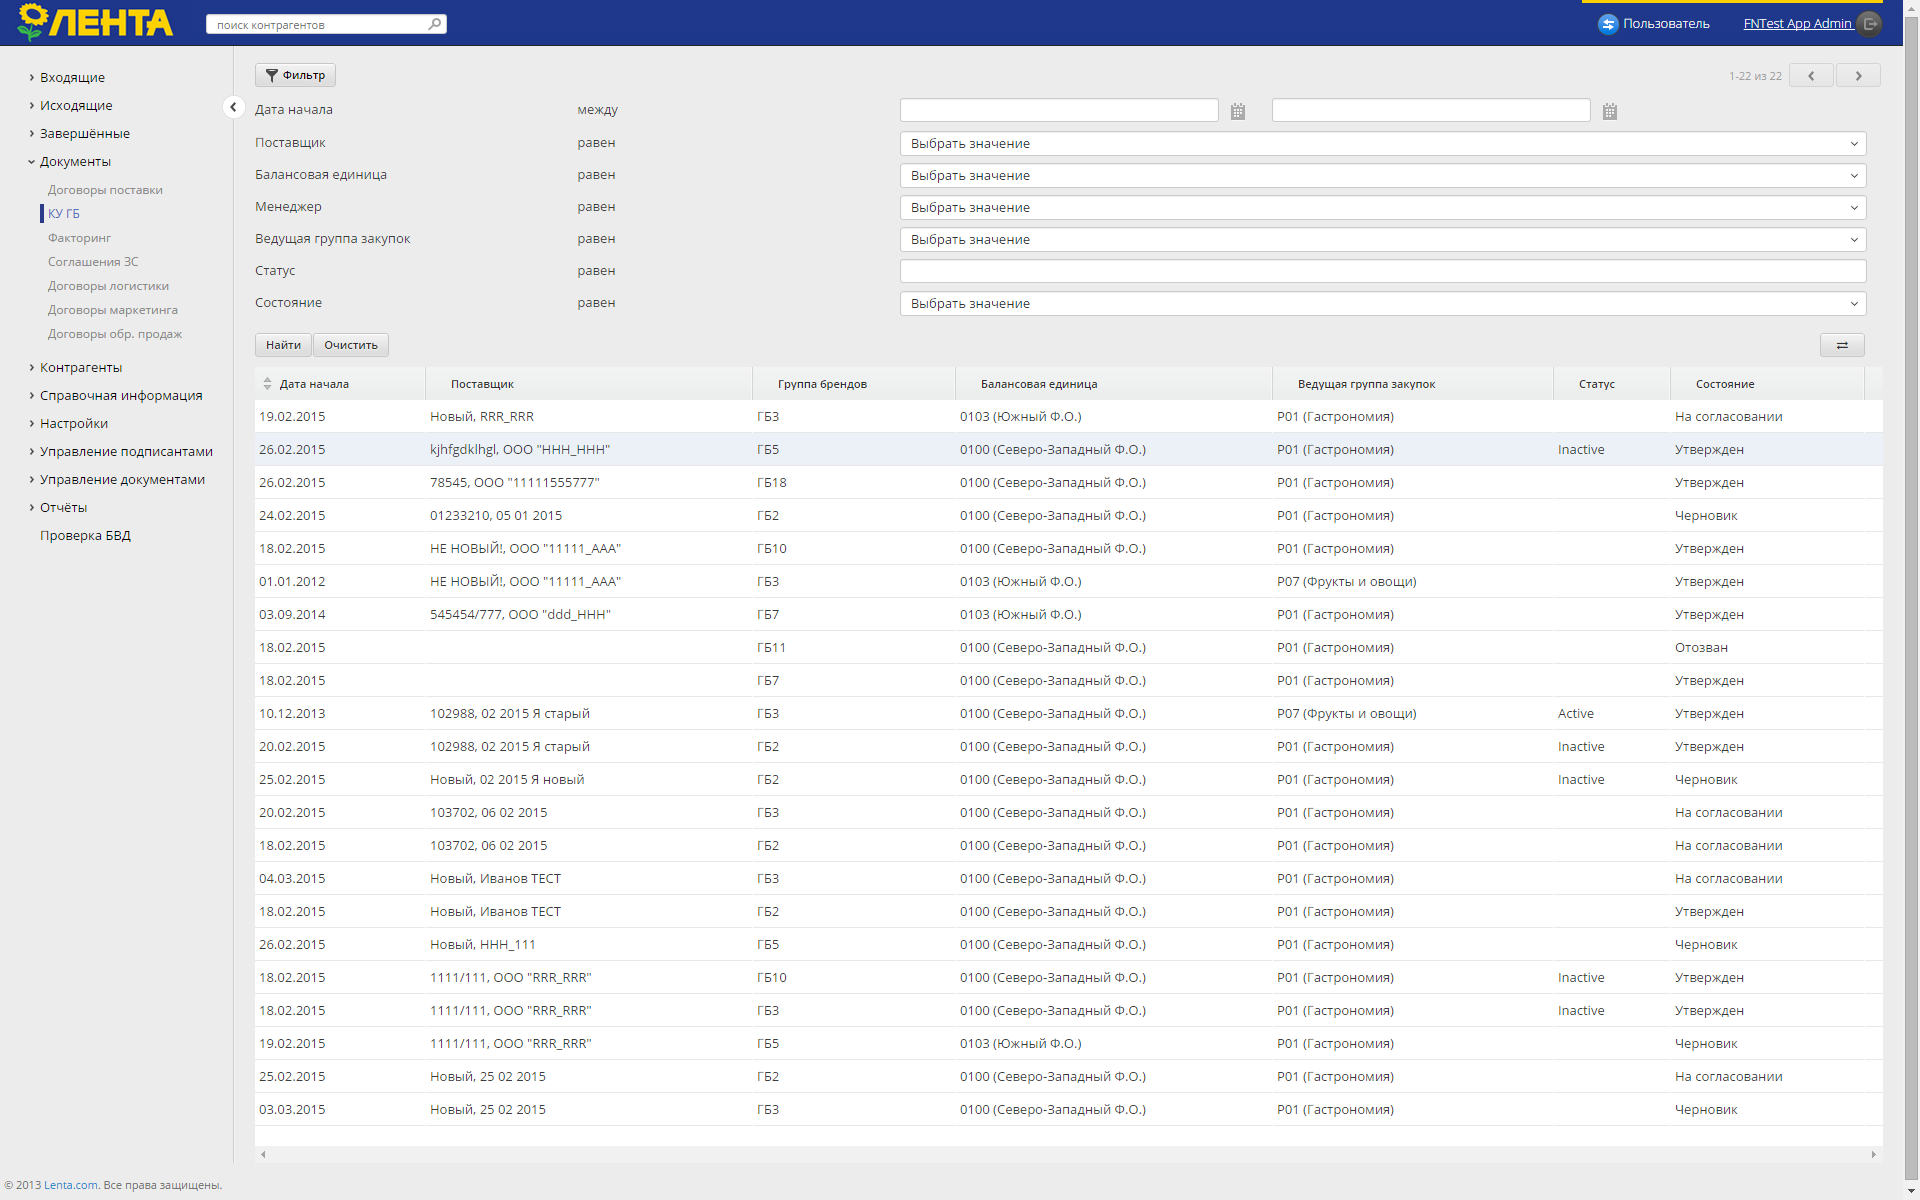 ЛЕНТА
поиск контрагентов
Пользователь
FNTest App Admin
Входящие
Исходящие
Завершённые
Документы
Договоры поставки
КУ ГБ
Факторинг
Соглашения ЗС
Договоры логистики
Договоры маркетинга
Договоры обр. продаж
Контрагенты
Справочная информация
Настройки
Управление подписантами
Управление документами
Отчёты
Проверка БВД
Фильтр
1-22 из 22
Дата начала между
Поставщик равен Выбрать значение
Балансовая единица равен Выбрать значение
Менеджер равен Выбрать значение
Ведущая группа закупок равен Выбрать значение
Статус равен
Состояние равен Выбрать значение
Найти Очистить
Дата начала Поставщик Группа брендов Балансовая единица Ведущая группа закупок Статус Состояние
19.02.2015 Новый, RRR_RRR ГБ3 0103 (Южный Ф.О.) P01 (Гастрономия) На согласовании
26.02.2015 kjhfgdklhgl, ООО "ННН_ННН" ГБ5 0100 (Северо-Западный Ф.О.) P01 (Гастрономия) Inactive Утвержден
26.02.2015 78545, ООО "11111555777" ГБ18 0100 (Северо-Западный Ф.О.) P01 (Гастрономия) Утвержден
24.02.2015 01233210, 05 01 2015 ГБ2 0100 (Северо-Западный Ф.О.) P01 (Гастрономия) Черновик
18.02.2015 НЕ НОВЫЙ!, ООО "11111_ААА" ГБ10 0100 (Северо-Западный Ф.О.) P01 (Гастрономия) Утвержден
01.01.2012 НЕ НОВЫЙ!, ООО "11111_ААА" ГБ3 0103 (Южный Ф.О.) P07 (Фрукты и овощи) Утвержден
03.09.2014 545454/777, ООО "ddd_HHH" ГБ7 0103 (Южный Ф.О.) P01 (Гастрономия) Утвержден
18.02.2015 ГБ11 0100 (Северо-Западный Ф.О.) P01 (Гастрономия) Отозван
18.02.2015 ГБ7 0100 (Северо-Западный Ф.О.) P01 (Гастрономия) Утвержден
10.12.2013 102988, 02 2015 Я старый ГБ3 0100 (Северо-Западный Ф.О.) P07 (Фрукты и овощи) Active Утвержден
20.02.2015 102988, 02 2015 Я старый ГБ2 0100 (Северо-Западный Ф.О.) P01 (Гастрономия) Inactive Утвержден
25.02.2015 Новый, 02 2015 Я новый ГБ2 0100 (Северо-Западный Ф.О.) P01 (Гастрономия) Inactive Черновик
20.02.2015 103702, 06 02 2015 ГБ3 0100 (Северо-Западный Ф.О.) P01 (Гастрономия) На согласовании
18.02.2015 103702, 06 02 2015 ГБ2 0100 (Северо-Западный Ф.О.) P01 (Гастрономия) На согласовании
04.03.2015 Новый, Иванов ТЕСТ ГБ3 0100 (Северо-Западный Ф.О.) P01 (Гастрономия) На согласовании
18.02.2015 Новый, Иванов ТЕСТ ГБ2 0100 (Северо-Западный Ф.О.) P01 (Гастрономия) Утвержден
26.02.2015 Новый, ННН_111 ГБ5 0100 (Северо-Западный Ф.О.) P01 (Гастрономия) Черновик
18.02.2015 1111/111, ООО "RRR_RRR" ГБ10 0100 (Северо-Западный Ф.О.) P01 (Гастрономия) Inactive Утвержден
18.02.2015 1111/111, ООО "RRR_RRR" ГБ3 0100 (Северо-Западный Ф.О.) P01 (Гастрономия) Inactive Утвержден
19.02.2015 1111/111, ООО "RRR_RRR" ГБ5 0103 (Южный Ф.О.) P01 (Гастрономия) Черновик
25.02.2015 Новый, 25 02 2015 ГБ2 0100 (Северо-Западный Ф.О.) P01 (Гастрономия) На согласовании
03.03.2015 Новый, 25 02 2015 ГБ3 0100 (Северо-Западный Ф.О.) P01 (Гастрономия) Черновик
© 2013 Lenta.com. Все права защищены.